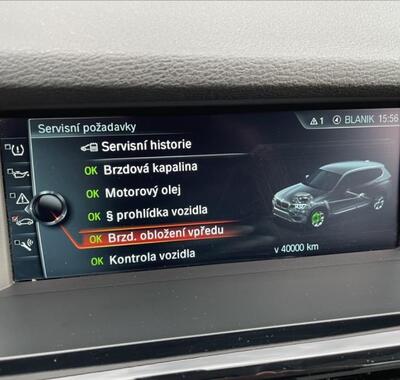 1 BLANIK 15:56
Servisní požadavky
Servisní historie
OK Brzdová kapalina
OK Motorový olej
OK § prohlídka vozidla
OK Brzd. obložení vpředu
OK Kontrola vozidla
v 40000 km